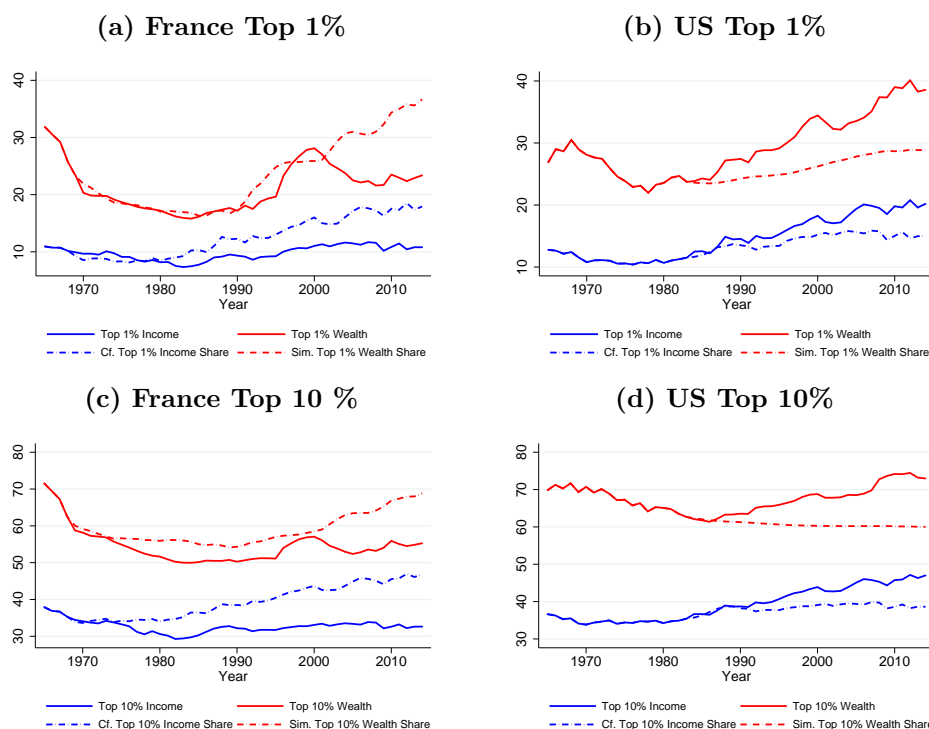 (a) France Top 1%
(b) US Top 1%
40
30
20
10
1970 1980 1990 2000 2010
Year
Top 1% Income Top 1% Wealth
Cf. Top 1% Income Share Sim. Top 1% Wealth Share
40
30
20
10
1970 1980 1990 2000 2010
Year
Top 1% Income Top 1% Wealth
Cf. Top 1% Income Share Sim. Top 1% Wealth Share
(c) France Top 10 %
(d) US Top 10%
80
70
60
50
40
30
1970 1980 1990 2000 2010
Year
Top 10% Income Top 10% Wealth
Cf. Top 10% Income Share Sim. Top 10% Wealth Share
80
70
60
50
40
30
1970 1980 1990 2000 2010
Year
Top 10% Income Top 10% Wealth
Cf. Top 10% Income Share Sim. Top 10% Wealth Share